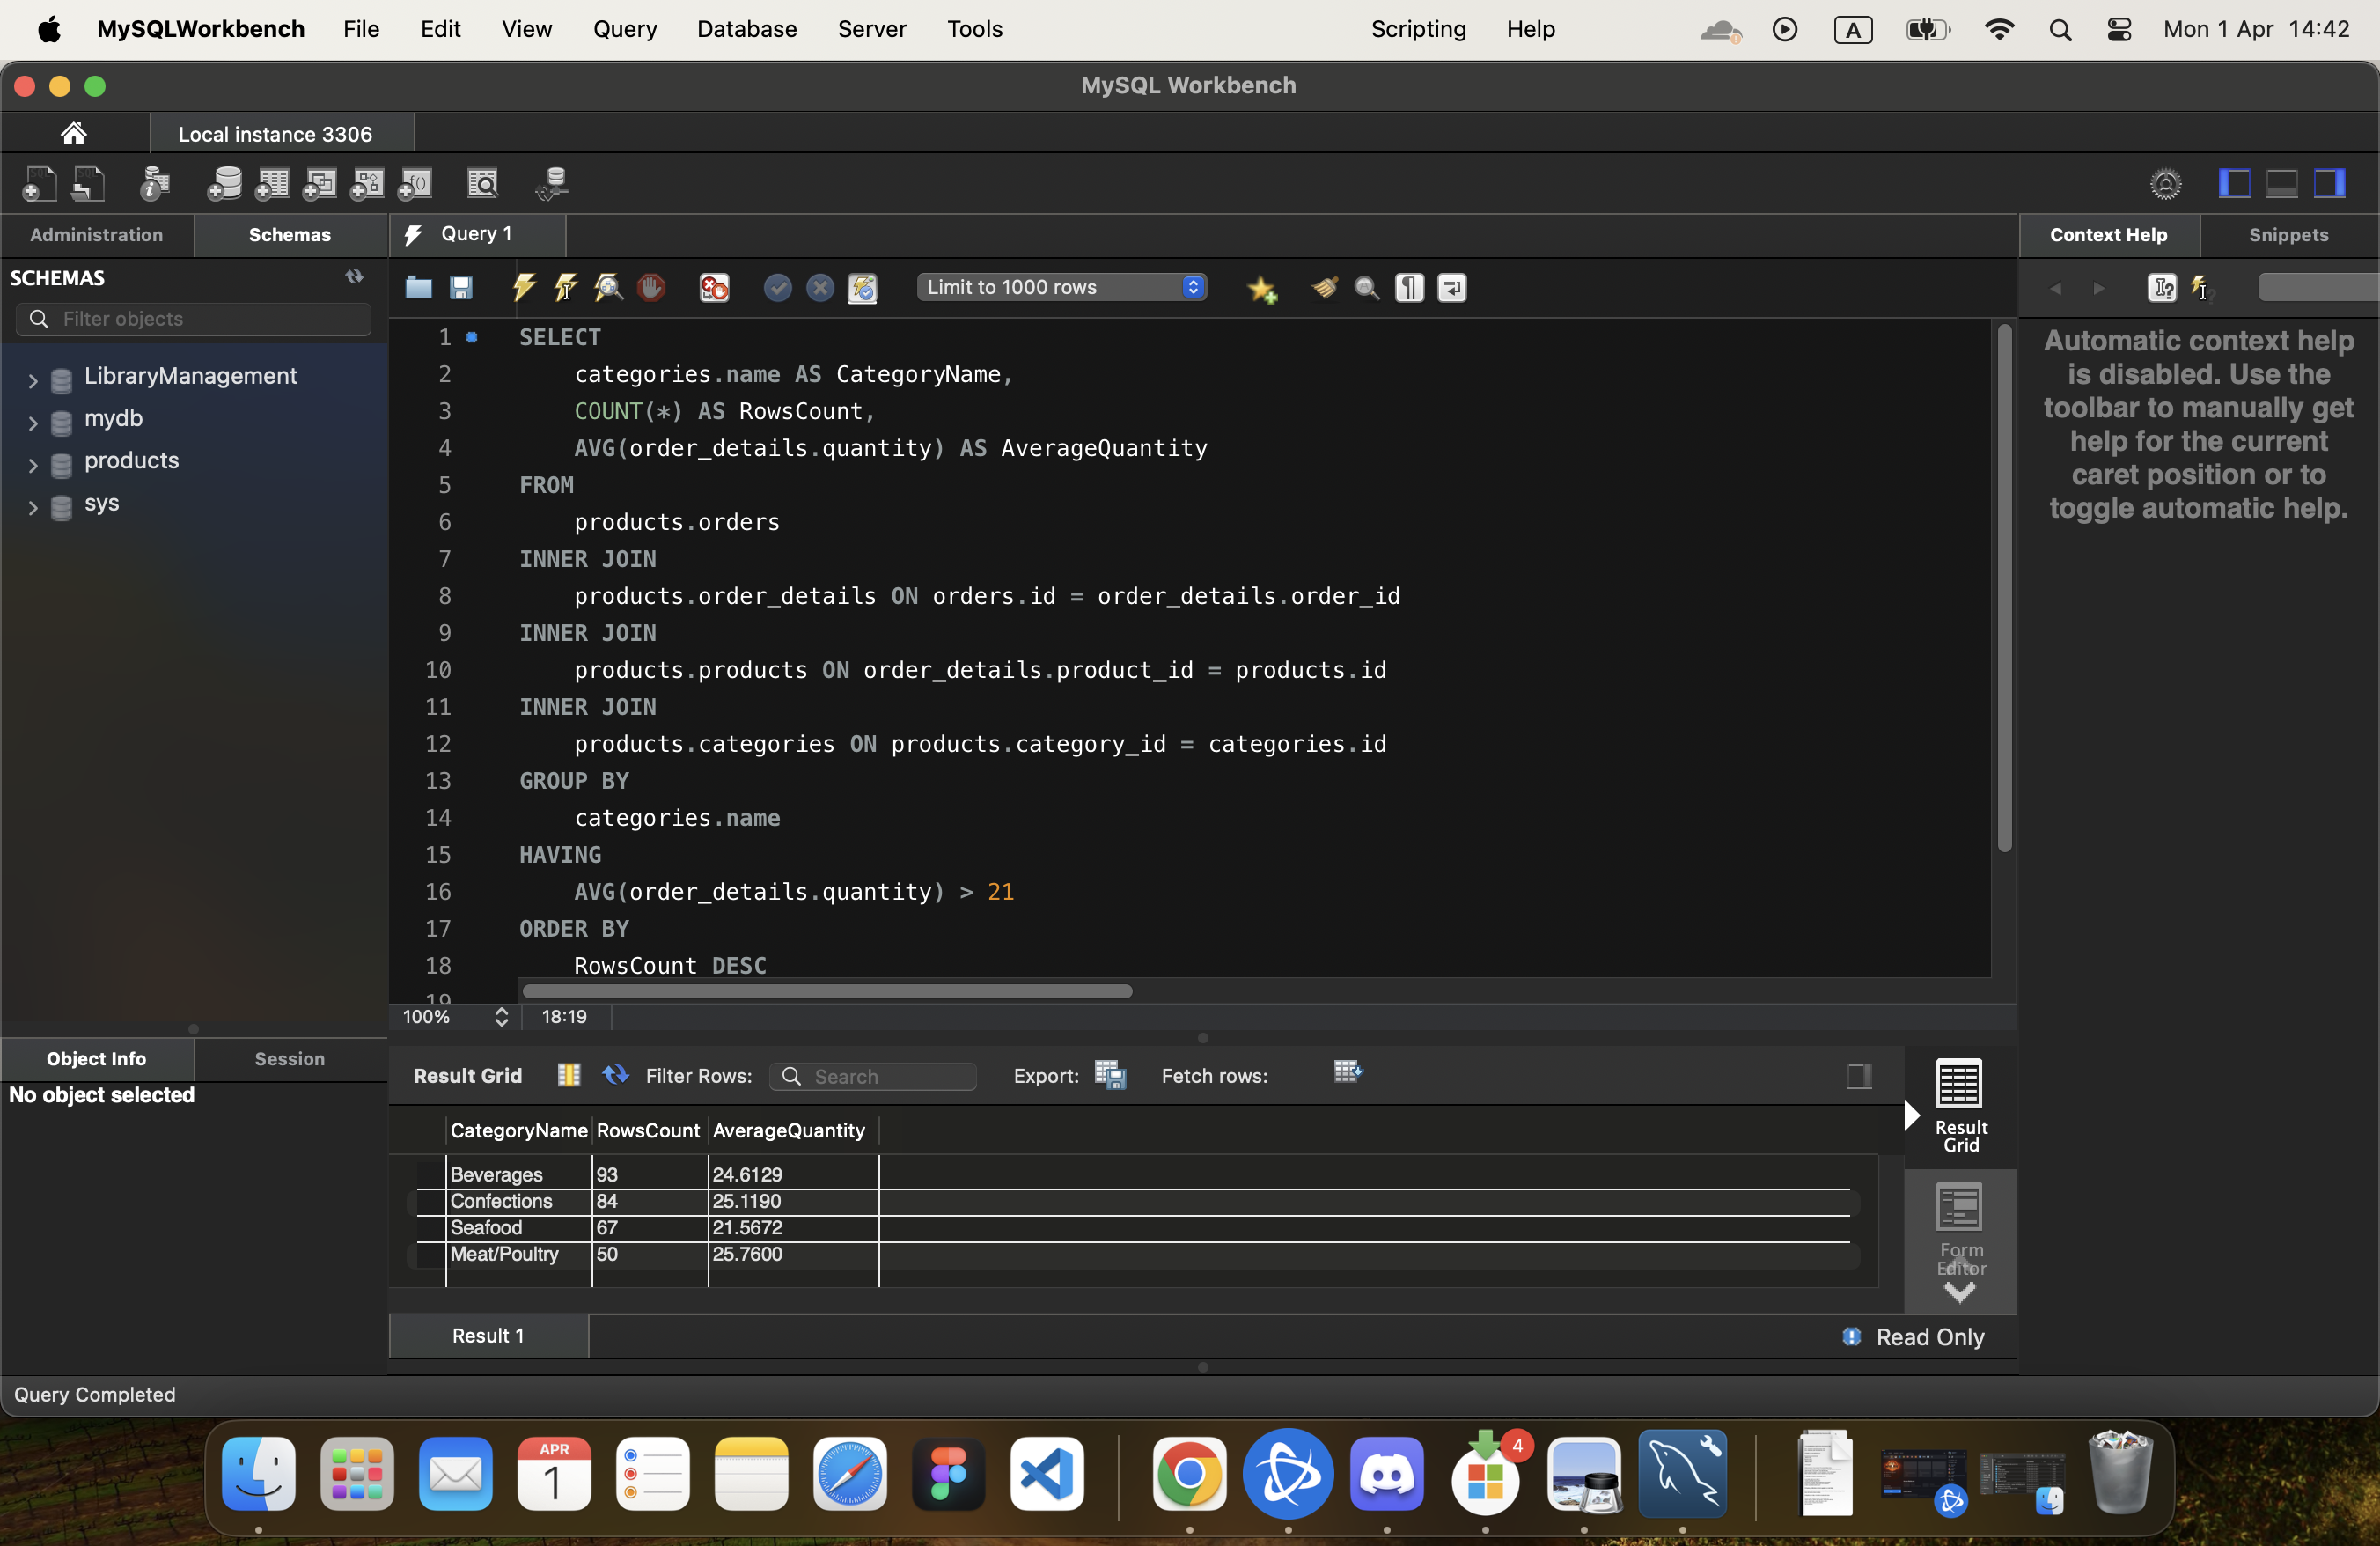 MySQLWorkbench File Edit View Query Database Server Tools Scripting Help A Mon 1 Apr 14:42
MySQL Workbench
Local instance 3306
Administration Schemas Query 1 Context Help Snippets
SCHEMAS
Filter objects
Limit to 1000 rows
LibraryManagement
mydb
products
sys
1 SELECT
2 categories.name AS CategoryName,
3 COUNT(*) AS RowsCount,
4 AVG(order_details.quantity) AS AverageQuantity
5 FROM
6 products.orders
7 INNER JOIN
8 products.order_details ON orders.id = order_details.order_id
9 INNER JOIN
10 products.products ON order_details.product_id = products.id
11 INNER JOIN
12 products.categories ON products.category_id = categories.id
13 GROUP BY
14 categories.name
15 HAVING
16 AVG(order_details.quantity) > 21
17 ORDER BY
18 RowsCount DESC
19
100% 18:19
Automatic context help
is disabled. Use the
toolbar to manually get
help for the current
caret position or to
toggle automatic help.
Object Info Session
No object selected
Result Grid Filter Rows: Search Export: Fetch rows:
CategoryName RowsCount AverageQuantity
Beverages 93 24.6129
Confections 84 25.1190
Seafood 67 21.5672
Meat/Poultry 50 25.7600
Result
Grid
Form
Editor
Result 1
Read Only
Query Completed
APR
1
4